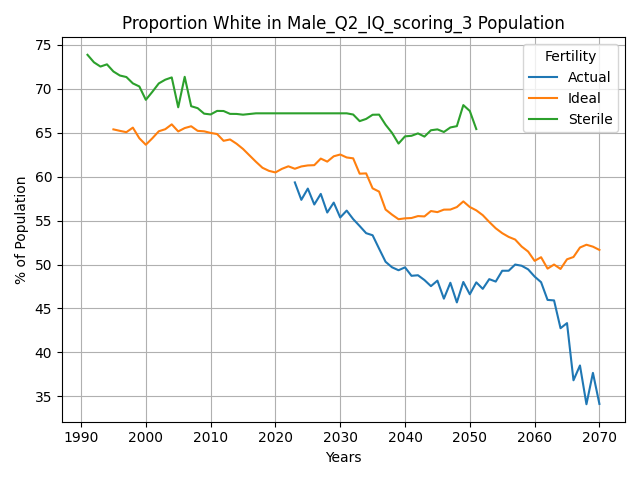 Proportion White in Male_Q2_IQ_scoring_3 Population
% of Population
75
70
65
60
55
50
45
40
35
Fertility
Actual
Ideal
Sterile
1990 2000 2010 2020 2030 2040 2050 2060 2070
Years